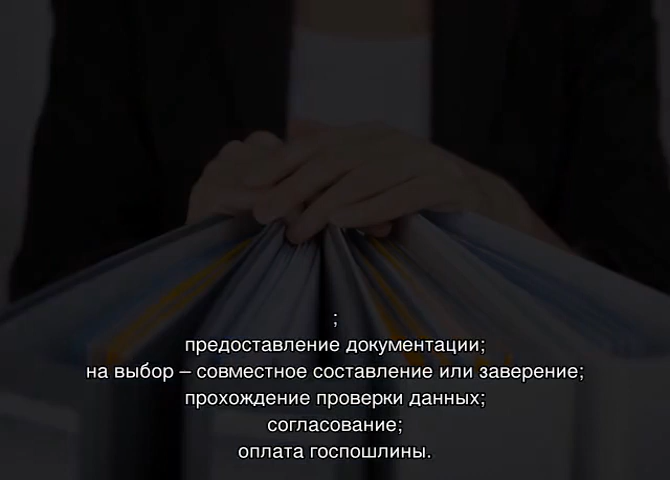 ;
предоставление документации;
на выбор – совместное составление или заверение;
прохождение проверки данных;
согласование;
оплата госпошлины.